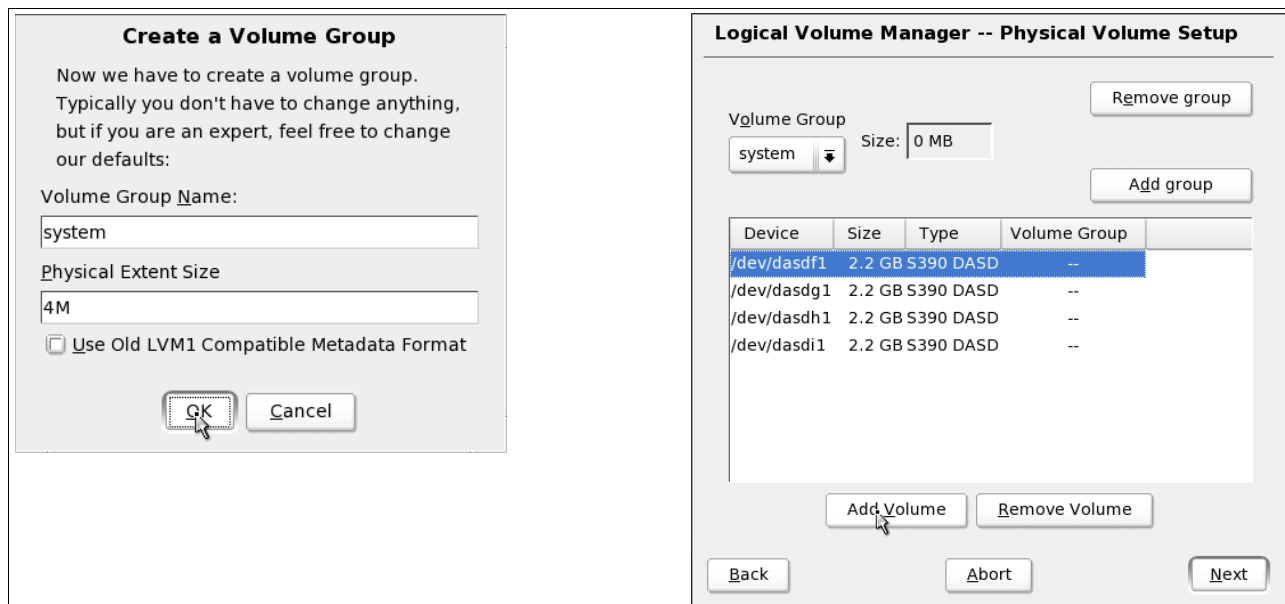 Create a Volume Group
Now we have to create a volume group.
Typically you don't have to change anything,
but if you are an expert, feel free to change
our defaults:
Volume Group Name:
system
Physical Extent Size
4M
Use Old LVM1 Compatible Metadata Format
OK Cancel
Logical Volume Manager -- Physical Volume Setup
Remove group
Volume Group
system Size: 0 MB
Add group
Device Size Type Volume Group
/dev/dasdf1 2.2 GB S390 DASD --
/dev/dasdg1 2.2 GB S390 DASD --
/dev/dasdh1 2.2 GB S390 DASD --
/dev/dasdi1 2.2 GB S390 DASD --
Add Volume Remove Volume
Back Abort Next